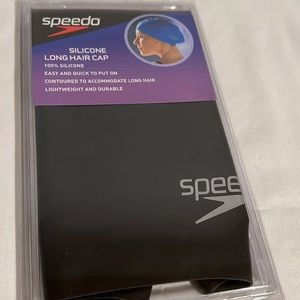 speedo
SILICONE
LONG HAIR CAP
100% SILICONE
EASY AND QUICK TO PUT ON
CONTOURED TO ACCOMMODATE LONG HAIR
LIGHTWEIGHT AND DURABLE
spee